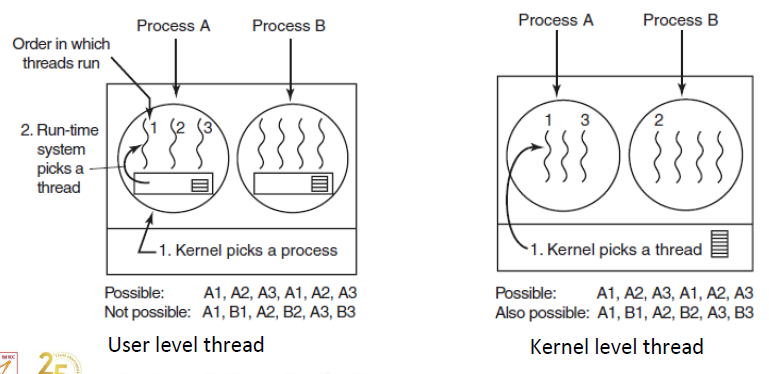 Process A
Process B
Order in which
threads run
1 2 3
2. Run-time
system
picks a
thread
1. Kernel picks a process
Possible: A1, A2, A3, A1, A2, A3
Not possible: A1, B1, A2, B2, A3, B3
User level thread
Process A
Process B
1 3
2
1. Kernel picks a thread
Possible: A1, A2, A3, A1, A2, A3
Also possible: A1, B1, A2, B2, A3, B3
Kernel level thread